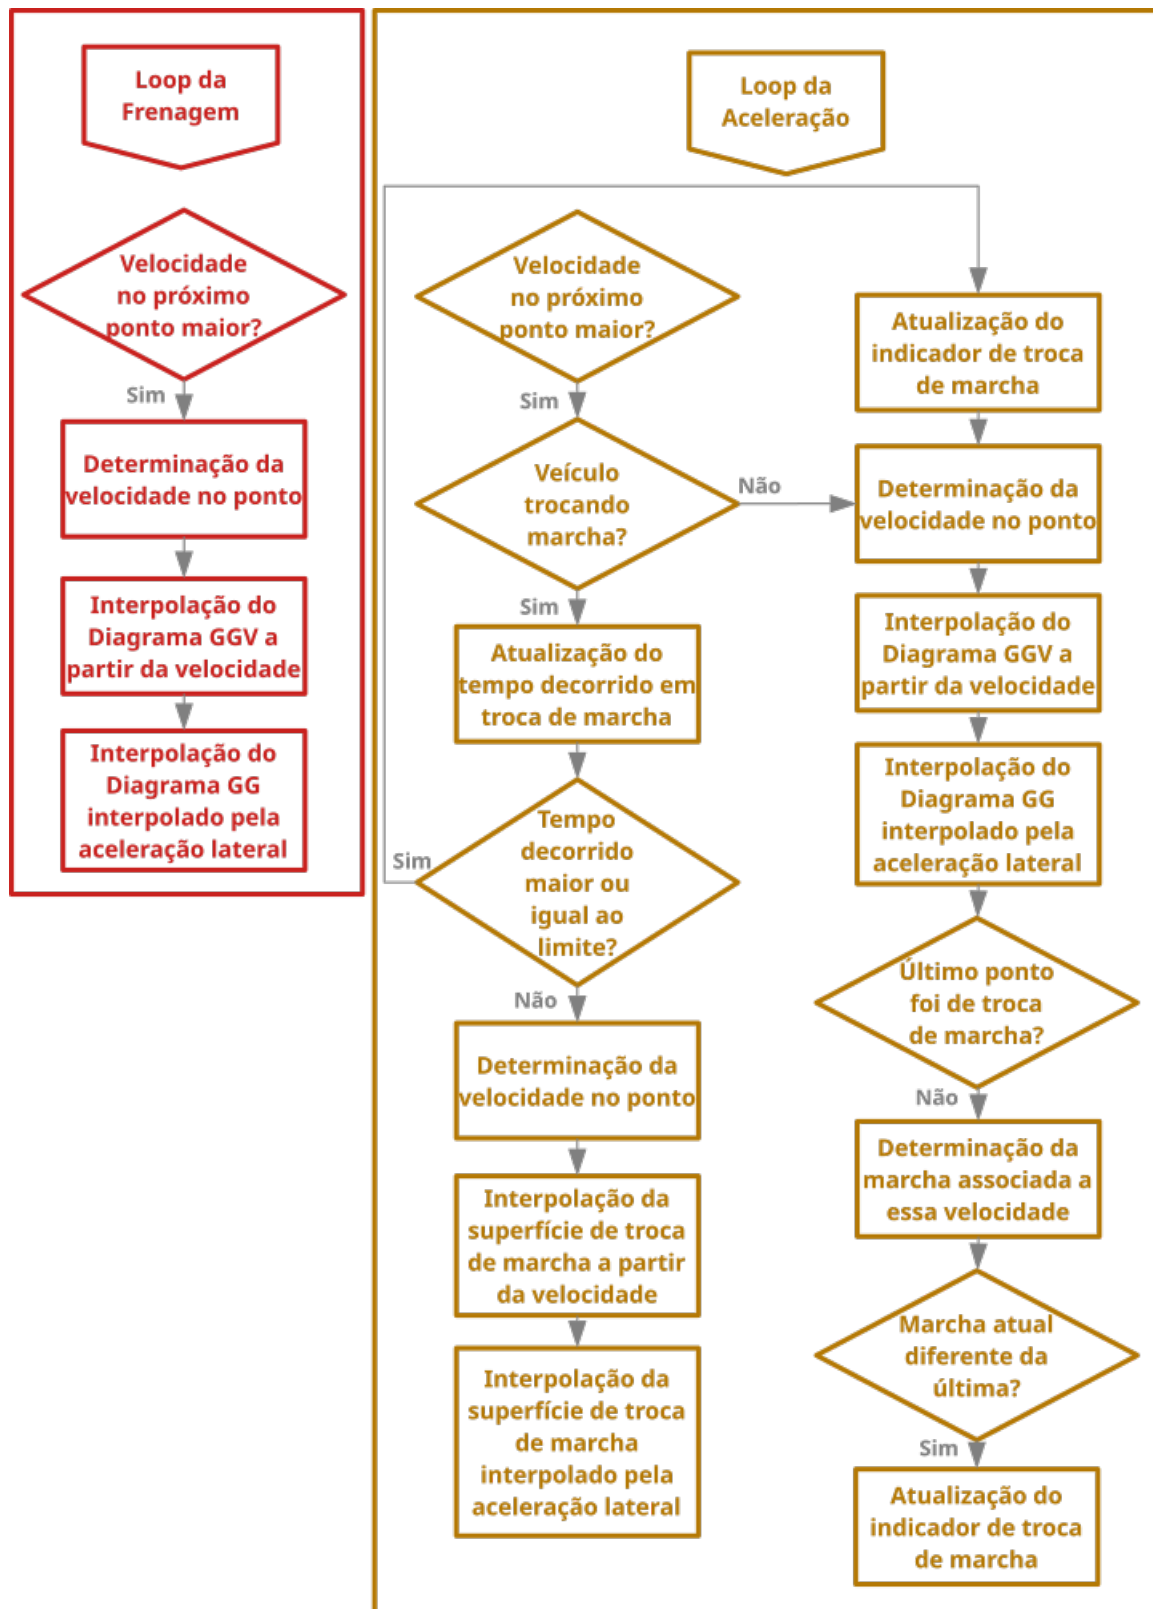 Loop da
Frenagem
Velocidade
no próximo
ponto maior?
Sim
Determinação da
velocidade no ponto
Interpolação do
Diagrama GGV a
partir da velocidade
Interpolação do
Diagrama GG
interpolado pela
aceleração lateral
Loop da
Aceleração
Velocidade
no próximo
ponto maior?
Sim
Veículo
trocando
marcha?
Não
Sim
Atualização do
tempo decorrido em
troca de marcha
Tempo
decorrido
maior ou
igual ao
limite?
Sim
Não
Determinação da
velocidade no ponto
Interpolação da
superfície de troca
de marcha a partir
da velocidade
Interpolação da
superfície de troca
de marcha
interpolado pela
aceleração lateral
Atualização do
indicador de troca
de marcha
Determinação da
velocidade no ponto
Interpolação do
Diagrama GGV a
partir da velocidade
Interpolação do
Diagrama GG
interpolado pela
aceleração lateral
Último ponto
foi de troca
de marcha?
Não
Determinação da
marcha associada a
essa velocidade
Marcha atual
diferente da
última?
Sim
Atualização do
indicador de troca
de marcha